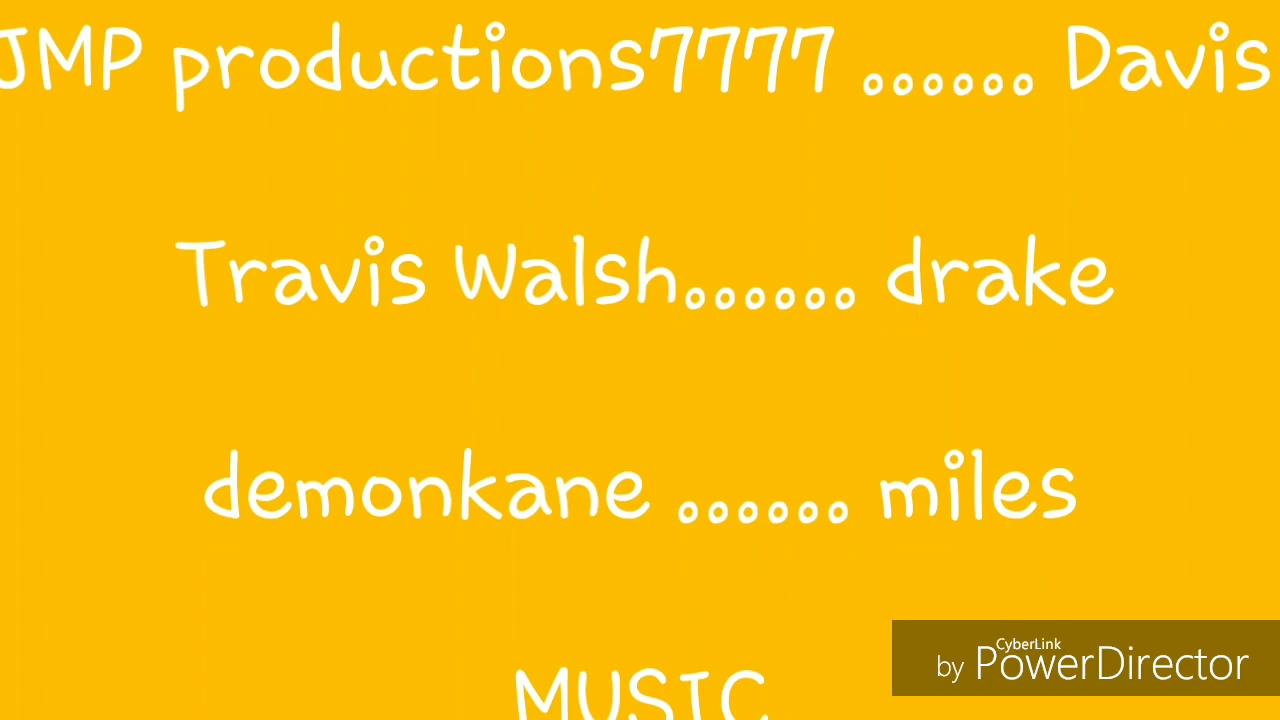 JMP productions7777 ...... Davis
Travis Walsh...... drake
demonkane ...... miles
MUSIC
CyberLink
by PowerDirector